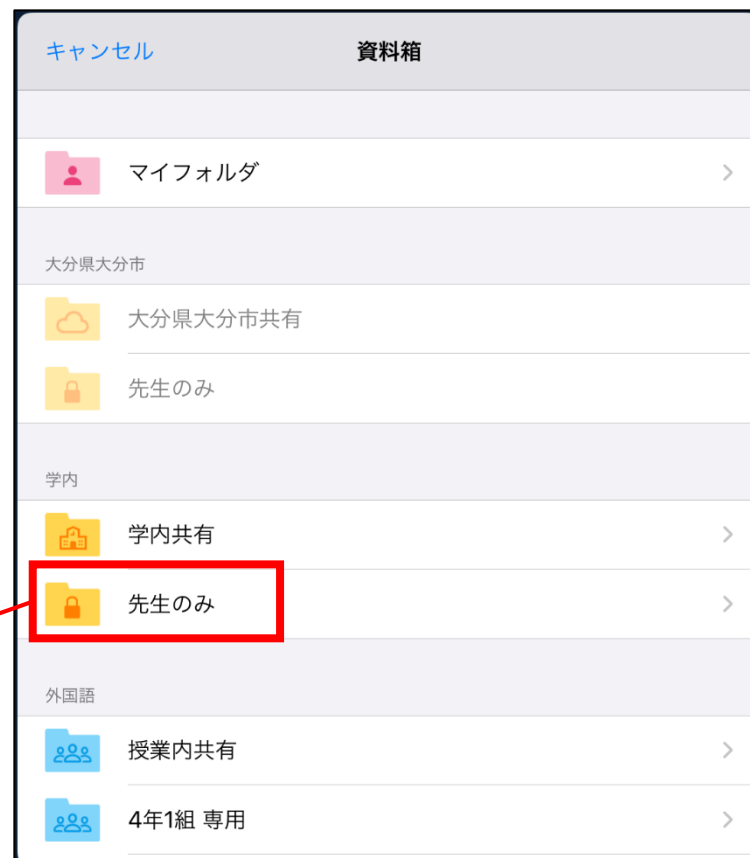 キャンセル 資料箱
マイフォルダ
大分県大分市
大分県大分市共有
先生のみ
学内
学内共有
先生のみ
外国語
授業内共有
4年1組 専用